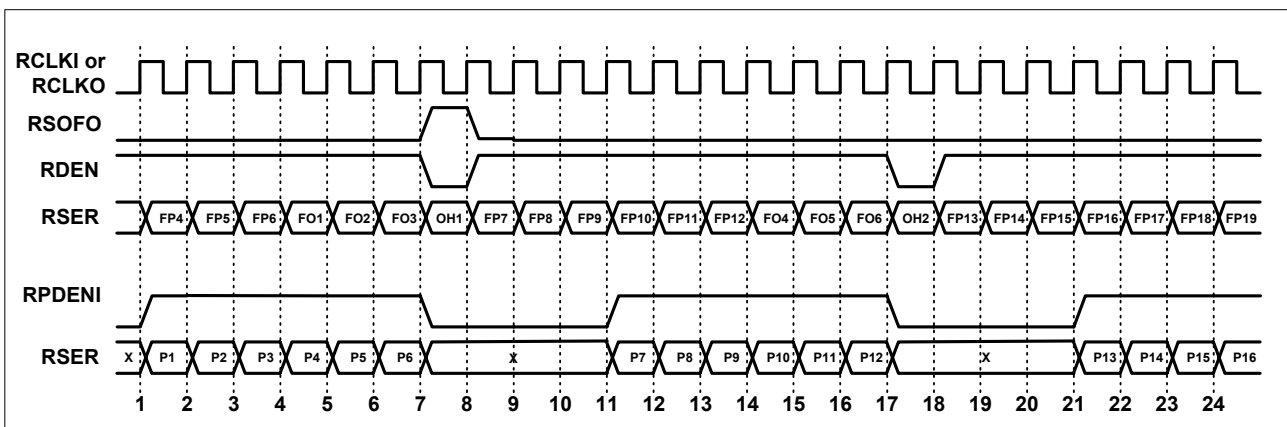 RCLKI or
RCLKO
RSOFO
RDEN
RSER FP4 FP5 FP6 FO1 FO2 FO3 OH1 FP7 FP8 FP9 FP10 FP11 FP12 FO4 FO5 FO6 OH2 FP13 FP14 FP15 FP16 FP17 FP18 FP19
RPDENI
RSER X P1 P2 P3 P4 P5 P6 X P7 P8 P9 P10 P11 P12 X P13 P14 P15 P16
1 2 3 4 5 6 7 8 9 10 11 12 13 14 15 16 17 18 19 20 21 22 23 24